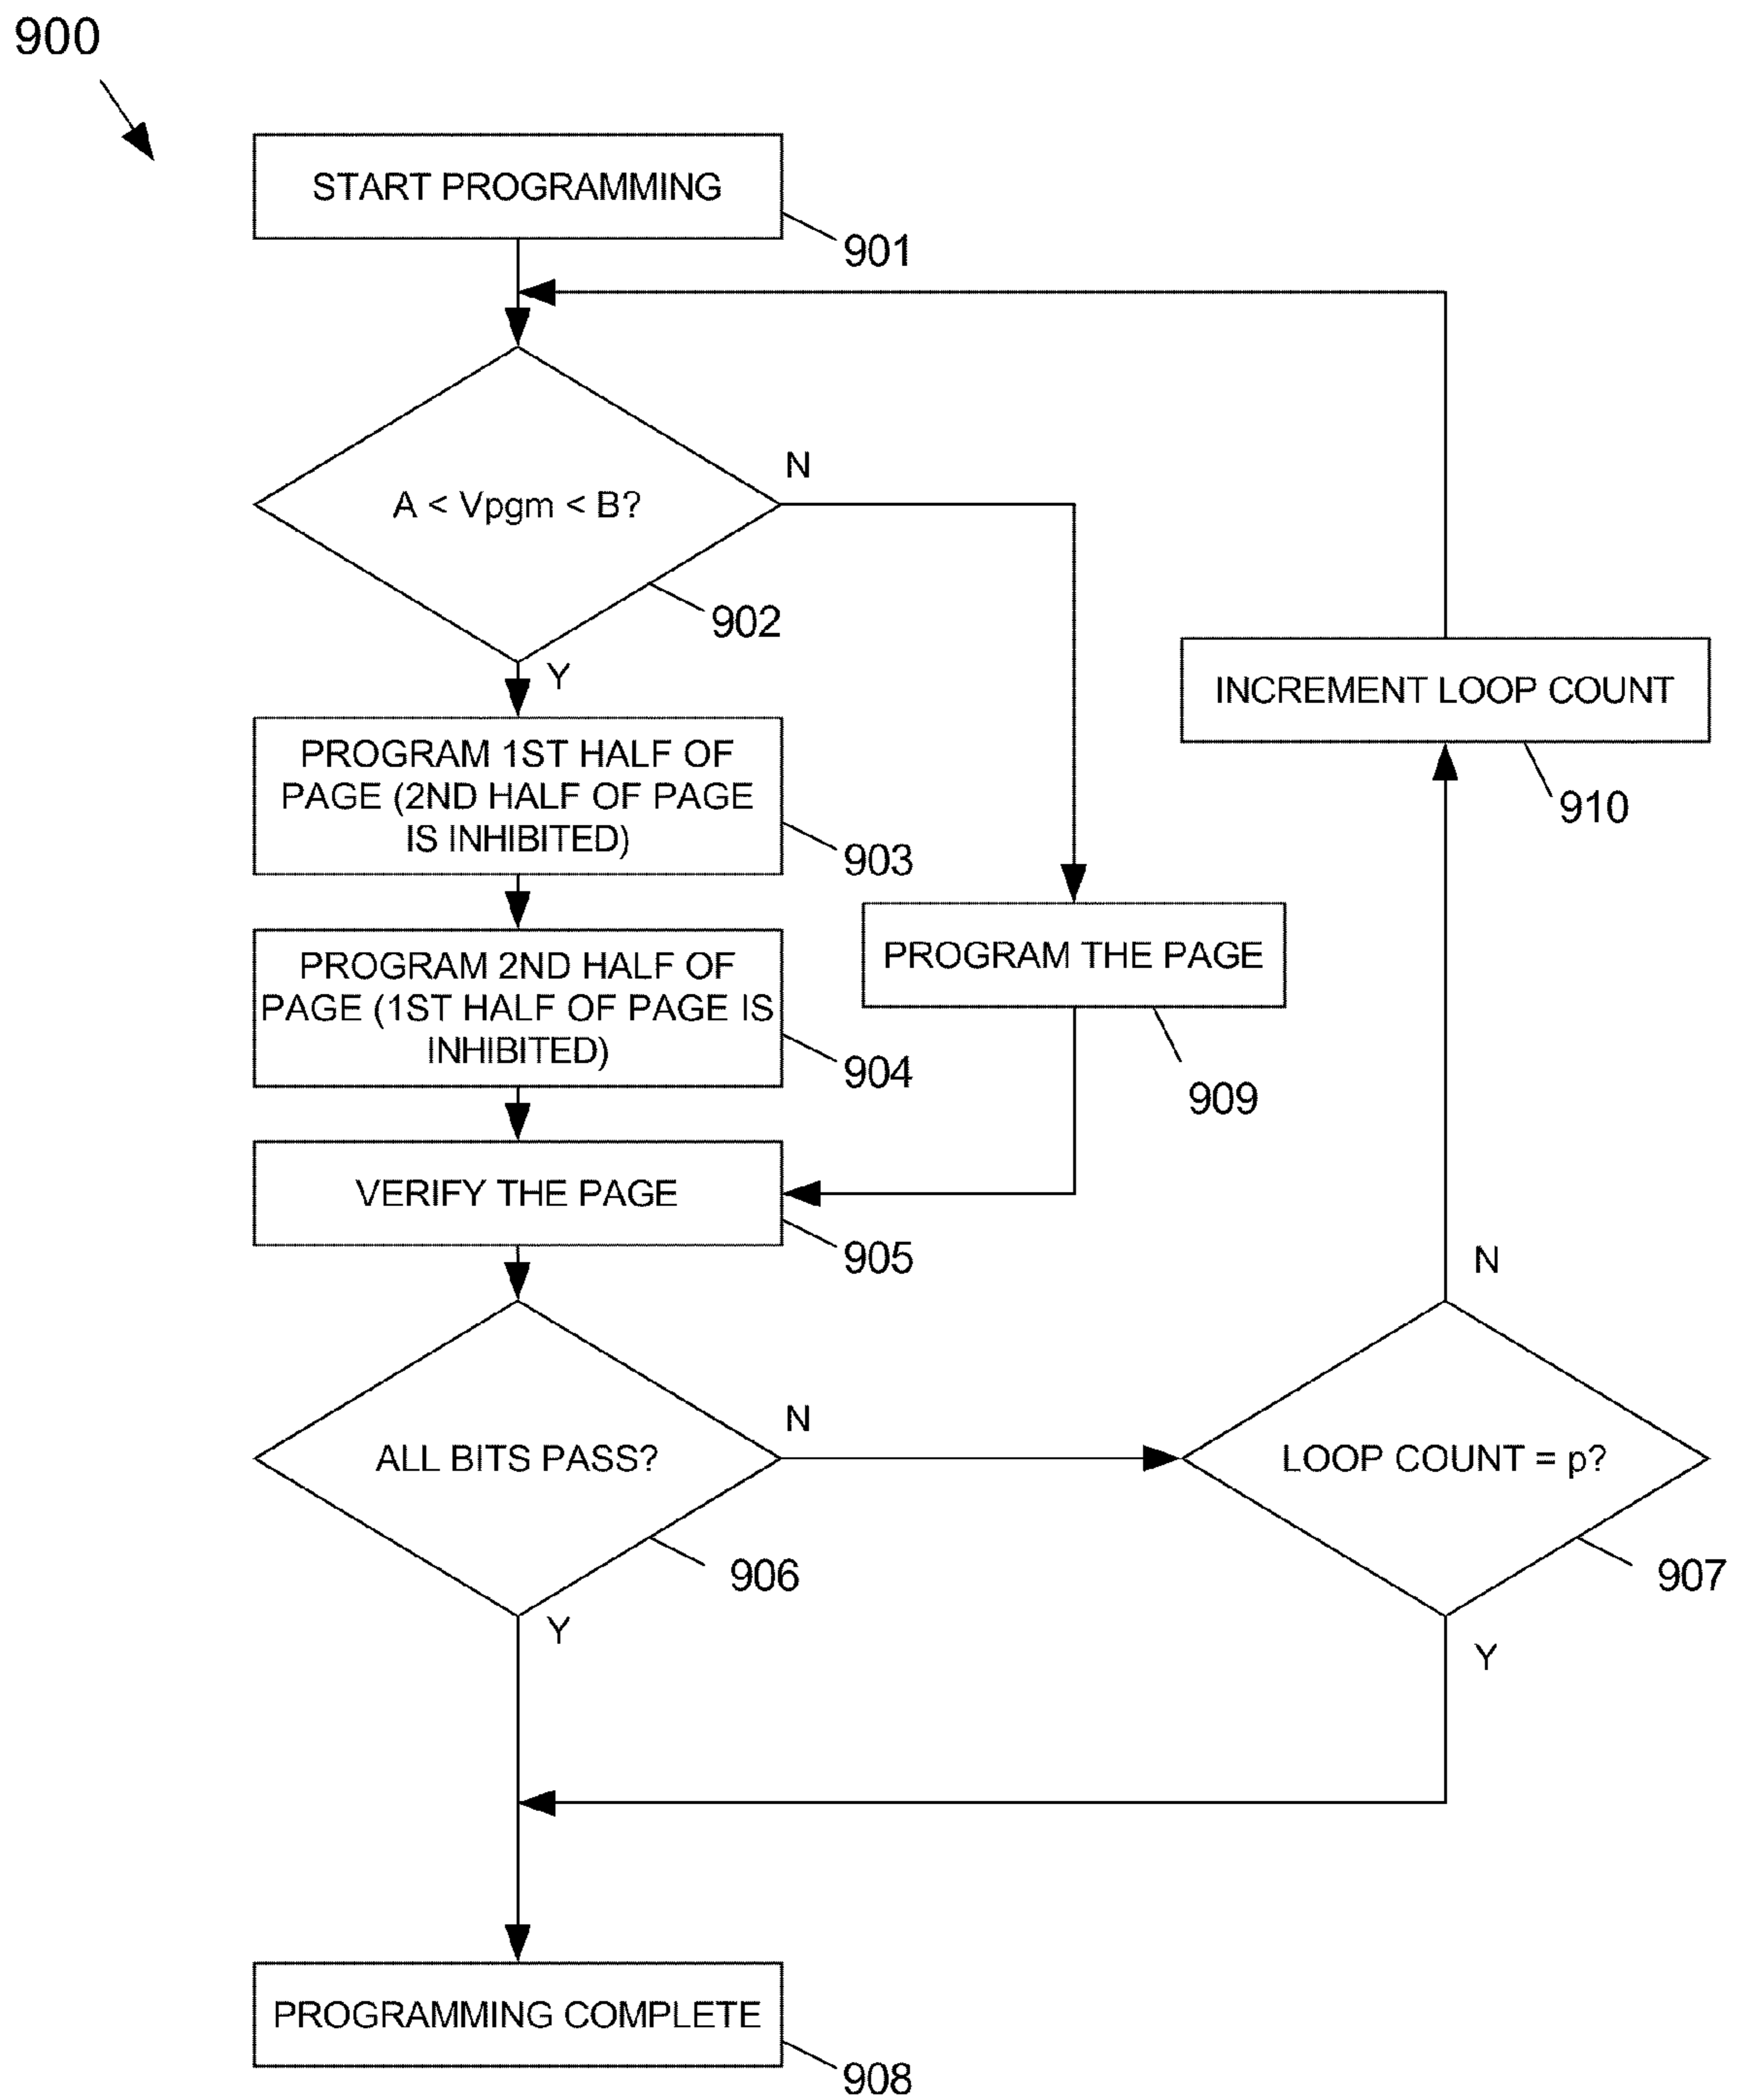 900
START PROGRAMMING
901
A < Vpgm < B?
N
902
Y
PROGRAM 1ST HALF OF
PAGE (2ND HALF OF PAGE
IS INHIBITED)
903
PROGRAM 2ND HALF OF
PAGE (1ST HALF OF PAGE IS
INHIBITED)
904
PROGRAM THE PAGE
909
VERIFY THE PAGE
905
ALL BITS PASS?
N
906
Y
LOOP COUNT = p?
N
907
Y
INCREMENT LOOP COUNT
910
PROGRAMMING COMPLETE
908